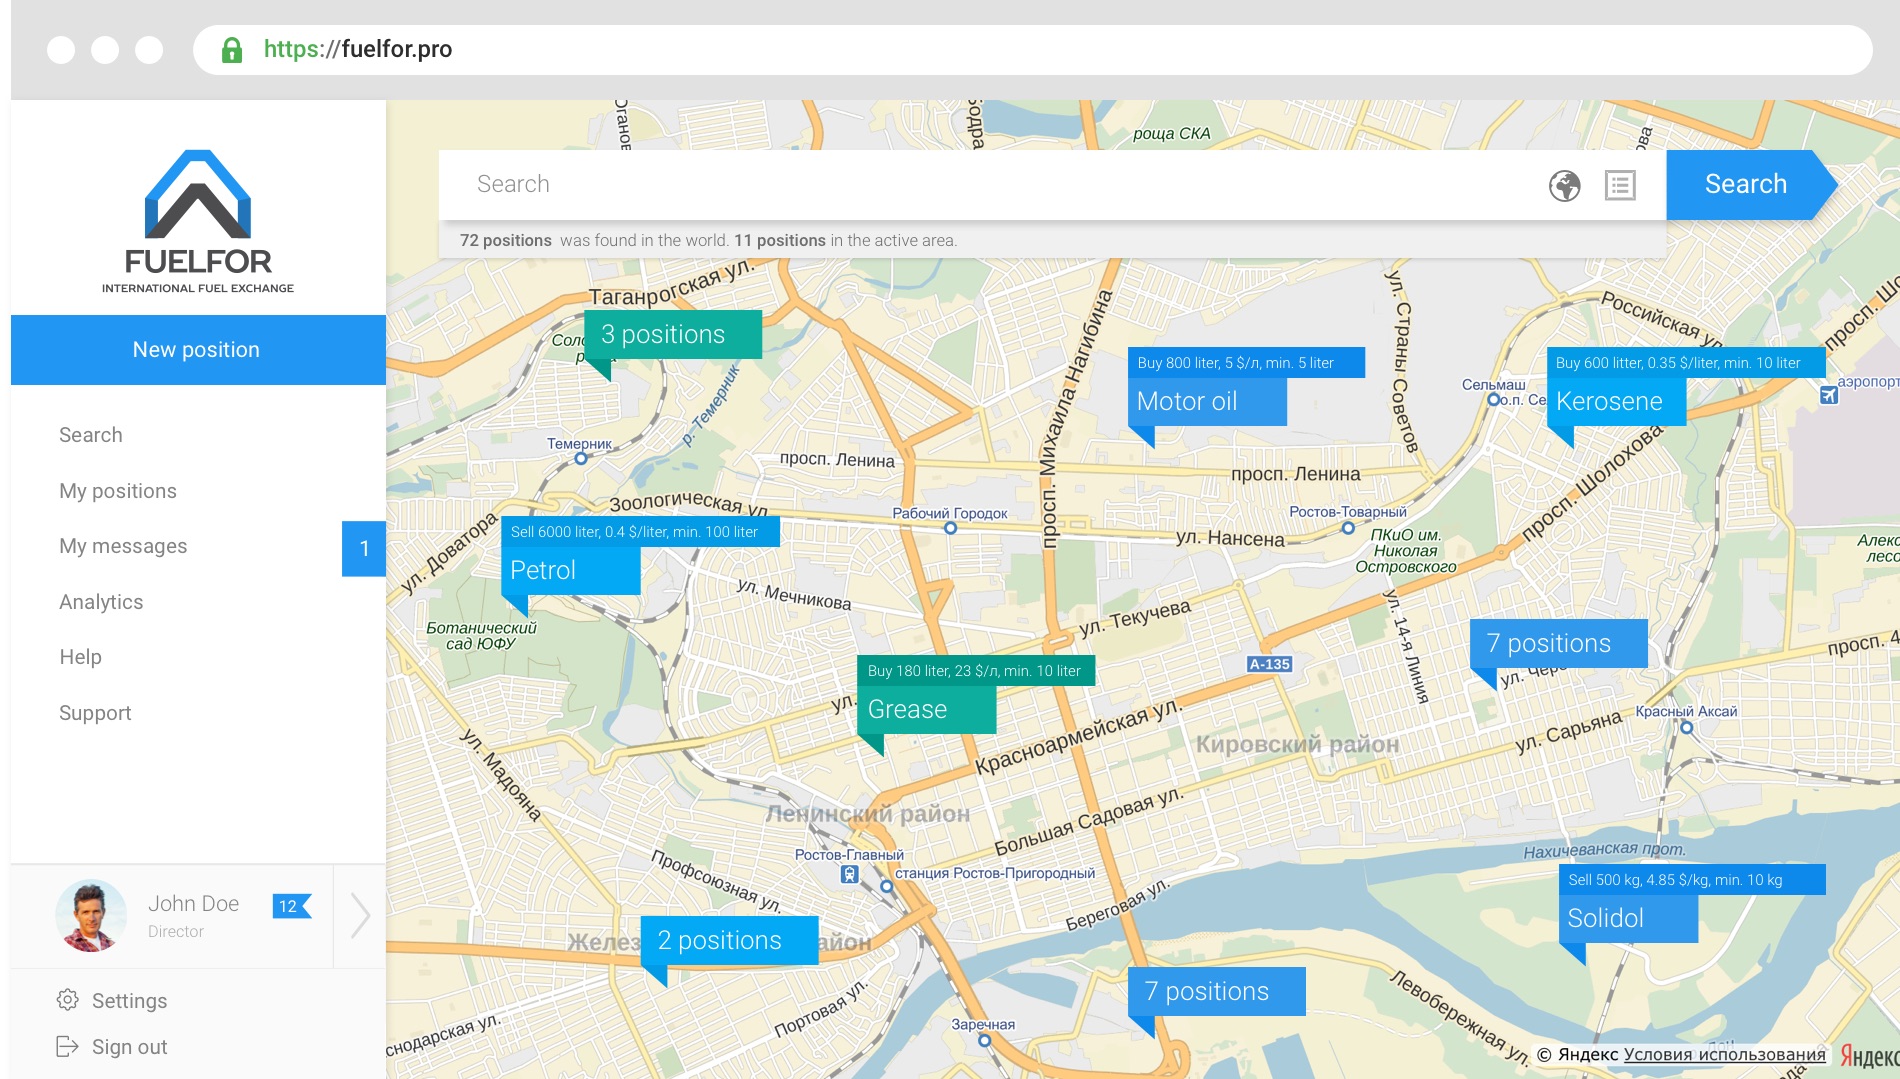 https://fuelfor.pro
FUELFOR
INTERNATIONAL FUEL EXCHANGE
New position
Search
My positions
My messages
1
Analytics
Help
Support
John Doe
Director
12
Settings
Sign out
роща СКА
Search
Search
72 positions was found in the world. 11 positions in the active area.
Таганрогская ул.
3 positions
р. Темерник
Темерник
просп. Михаила Нагибина
ул. Страны Советов
Российская ул.
Buy 800 liter, 5 $/л, min. 5 liter
Motor oil
Сельмаш
Buy 600 litter, 0.35 $/liter, min. 10 liter
Kerosene
аэропорт
просп. Шолохова
просп. Ленина
просп. Ленина
Зоологическая ул.
ул. Доватора
Рабочий Городок
Ростов-Товарный
ул. Нансена
ПКиО им.
Николая
Островского
Sell 6000 liter, 0.4 $/liter, min. 100 liter
Petrol
ул. Мечникова
Ботанический
сад ЮФУ
ул. Текучева
ул. 14-я Линия
А-135
7 positions
просп. 4
Buy 180 liter, 23 $/л, min. 10 liter
Grease
ул.
Красноармейская ул.
Кировский район
ул. Сарьяна
Красный Аксай
ул. Мадояна
Ленинский район
Большая Садовая ул.
Ростов-Главный
станция Ростов-Пригородный
Профсоюзная ул.
Береговая ул.
Нахичеванская прот.
Sell 500 kg, 4.85 $/kg, min. 10 kg
Solidol
2 positions
7 positions
Портовая ул.
Заречная
Левобережная ул.
© Яндекс Условия использования